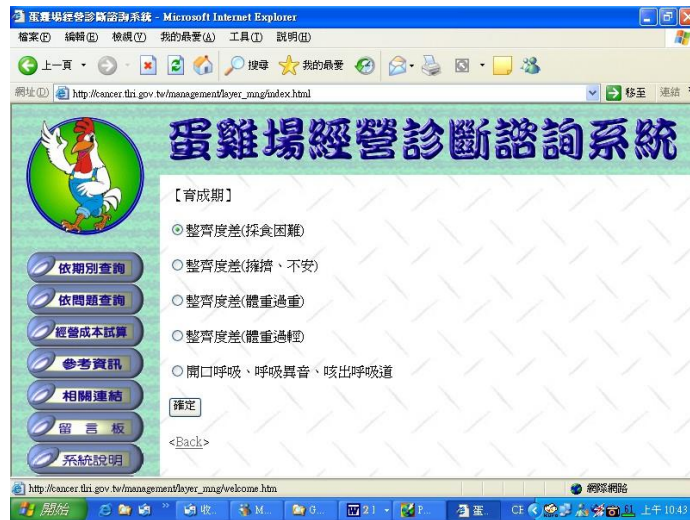 蛋雞場經營診斷諮詢系統 - Microsoft Internet Explorer
檔案(F) 編輯(E) 檢視(V) 我的最愛(A) 工具(T) 說明(H)
上一頁 搜尋 我的最愛
網址(D) http://cancer.tlri.gov.tw/management/layer_mng/index.html 移至 連結
蛋雞場經營診斷諮詢系統
【育成期】
整齊度差(採食困難)
整齊度差(擁擠、不安)
整齊度差(體重過重)
整齊度差(體重過輕)
開口呼吸、呼吸異音、咳出呼吸道
確定
<Back>
依期別查詢
依問題查詢
經營成本試算
參考資訊
相關連結
留言板
系統說明
http://cancer.tlri.gov.tw/management/layer_mng/welcome.htm 網際網路
開始 收.. M.. G.. 21 P.. 蛋.. CH 上午 10:43